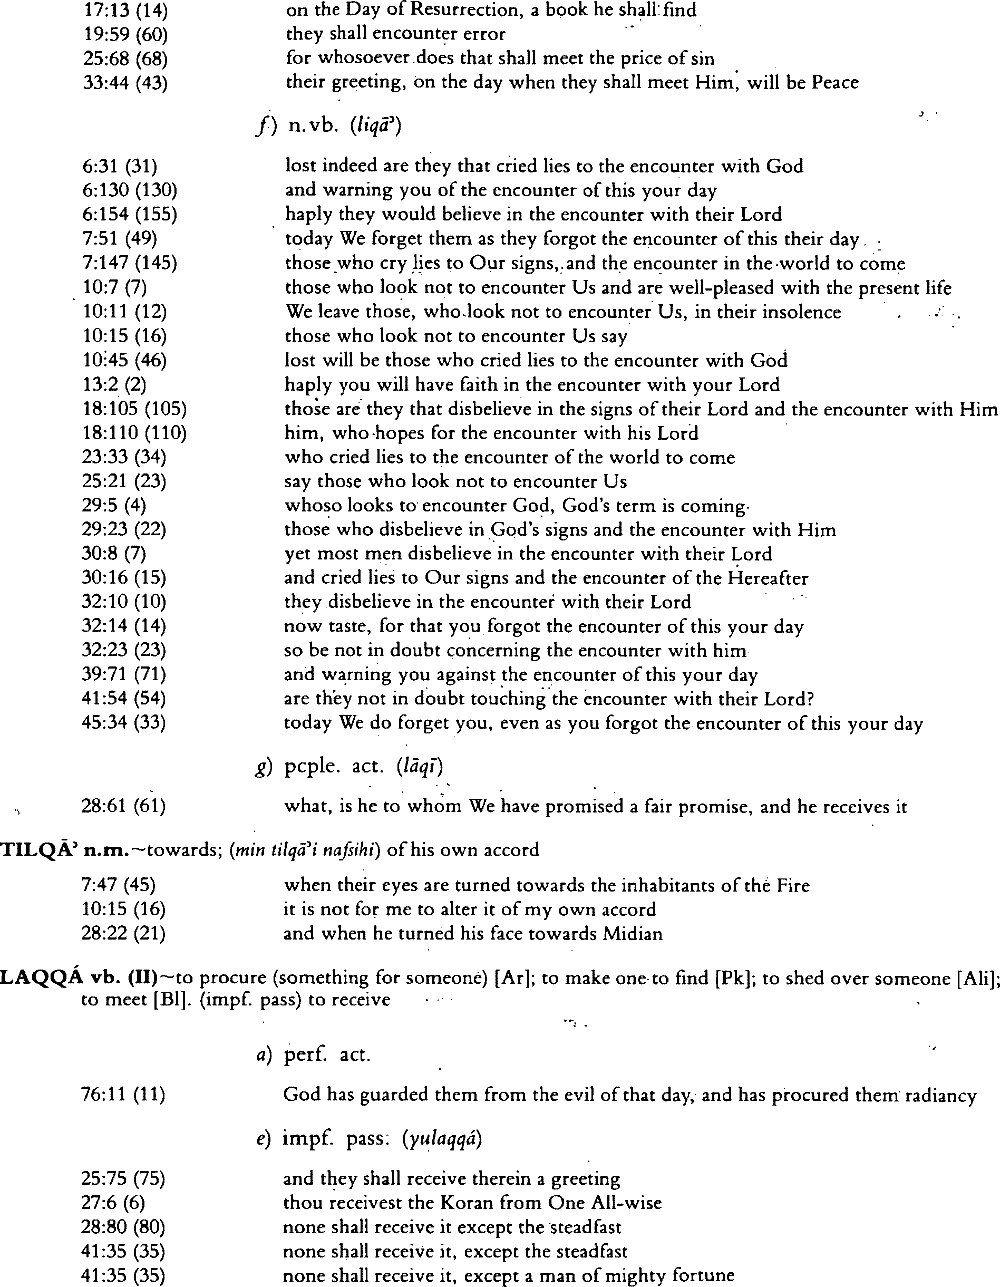 17:13 (14) on the Day of Resurrection, a book he shall find
19:59 (60) they shall encounter error
25:68 (68) for whosoever does that shall meet the price of sin
33:44 (43) their greeting, on the day when they shall meet Him, will be Peace
f) n.vb. (liqāʾ)
6:31 (31) lost indeed are they that cried lies to the encounter with God
6:130 (130) and warning you of the encounter of this your day
6:154 (155) haply they would believe in the encounter with their Lord
7:51 (49) today We forget them as they forgot the encounter of this their day
7:147 (145) those who cry lies to Our signs, and the encounter in the world to come
10:7 (7) those who look not to encounter Us and are well-pleased with the present life
10:11 (12) We leave those, who look not to encounter Us, in their insolence
10:15 (16) those who look not to encounter Us say
10:45 (46) lost will be those who cried lies to the encounter with God
13:2 (2) haply you will have faith in the encounter with your Lord
18:105 (105) those are they that disbelieve in the signs of their Lord and the encounter with Him
18:110 (110) him, who hopes for the encounter with his Lord
23:33 (34) who cried lies to the encounter of the world to come
25:21 (23) say those who look not to encounter Us
29:5 (4) whoso looks to encounter God, God's term is coming
29:23 (22) those who disbelieve in God's signs and the encounter with Him
30:8 (7) yet most men disbelieve in the encounter with their Lord
30:16 (15) and cried lies to Our signs and the encounter of the Hereafter
32:10 (10) they disbelieve in the encounter with their Lord
32:14 (14) now taste, for that you forgot the encounter of this your day
32:23 (23) so be not in doubt concerning the encounter with him
39:71 (71) and warning you against the encounter of this your day
41:54 (54) are they not in doubt touching the encounter with their Lord?
45:34 (33) today We do forget you, even as you forgot the encounter of this your day
g) pcple. act. (lāqī)
28:61 (61) what, is he to whom We have promised a fair promise, and he receives it
TILQĀʾ n.m.~towards; (min tilqāʾi nafsihi) of his own accord
7:47 (45) when their eyes are turned towards the inhabitants of the Fire
10:15 (16) it is not for me to alter it of my own accord
28:22 (21) and when he turned his face towards Midian
LAQQÁ vb. (II)~to procure (something for someone) [Ar]; to make one to find [Pk]; to shed over someone [Ali];
to meet [Bl]. (impf. pass) to receive
a) perf. act.
76:11 (11) God has guarded them from the evil of that day, and has procured them radiancy
e) impf. pass. (yulaqqá)
25:75 (75) and they shall receive therein a greeting
27:6 (6) thou receivest the Koran from One All-wise
28:80 (80) none shall receive it except the steadfast
41:35 (35) none shall receive it, except the steadfast
41:35 (35) none shall receive it, except a man of mighty fortune